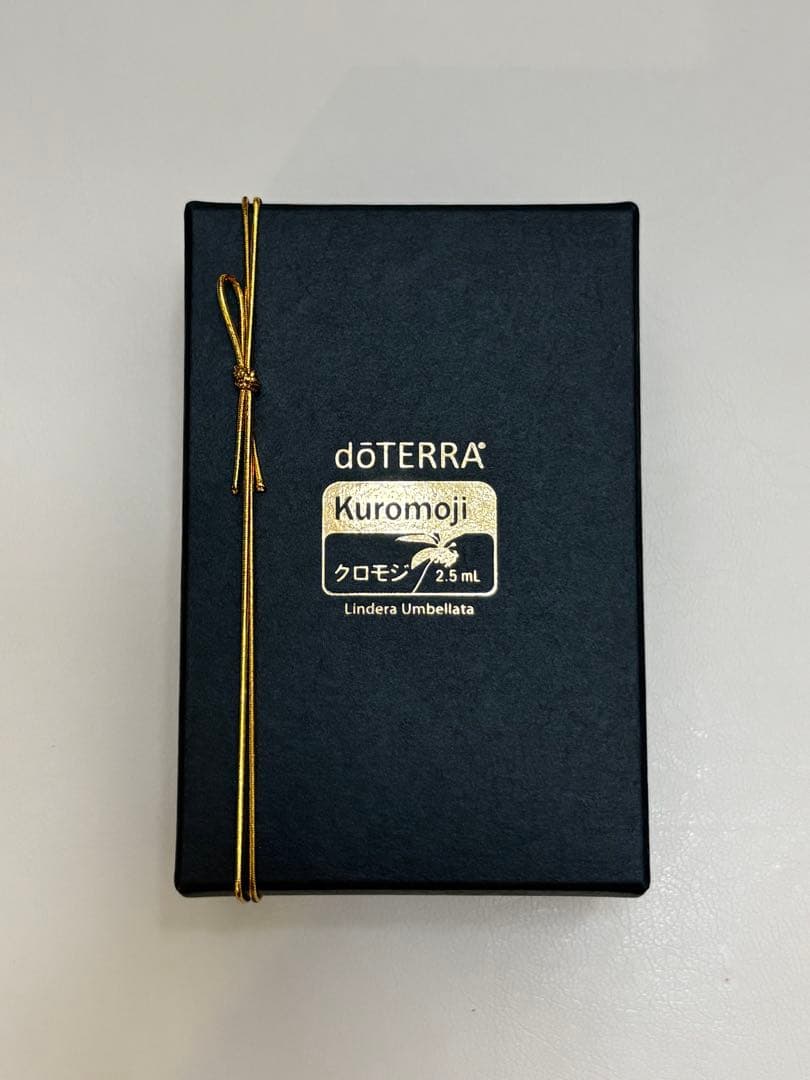 dōTERRA®
Kuromoji
クロモジ 2.5 mL
Lindera Umbellata